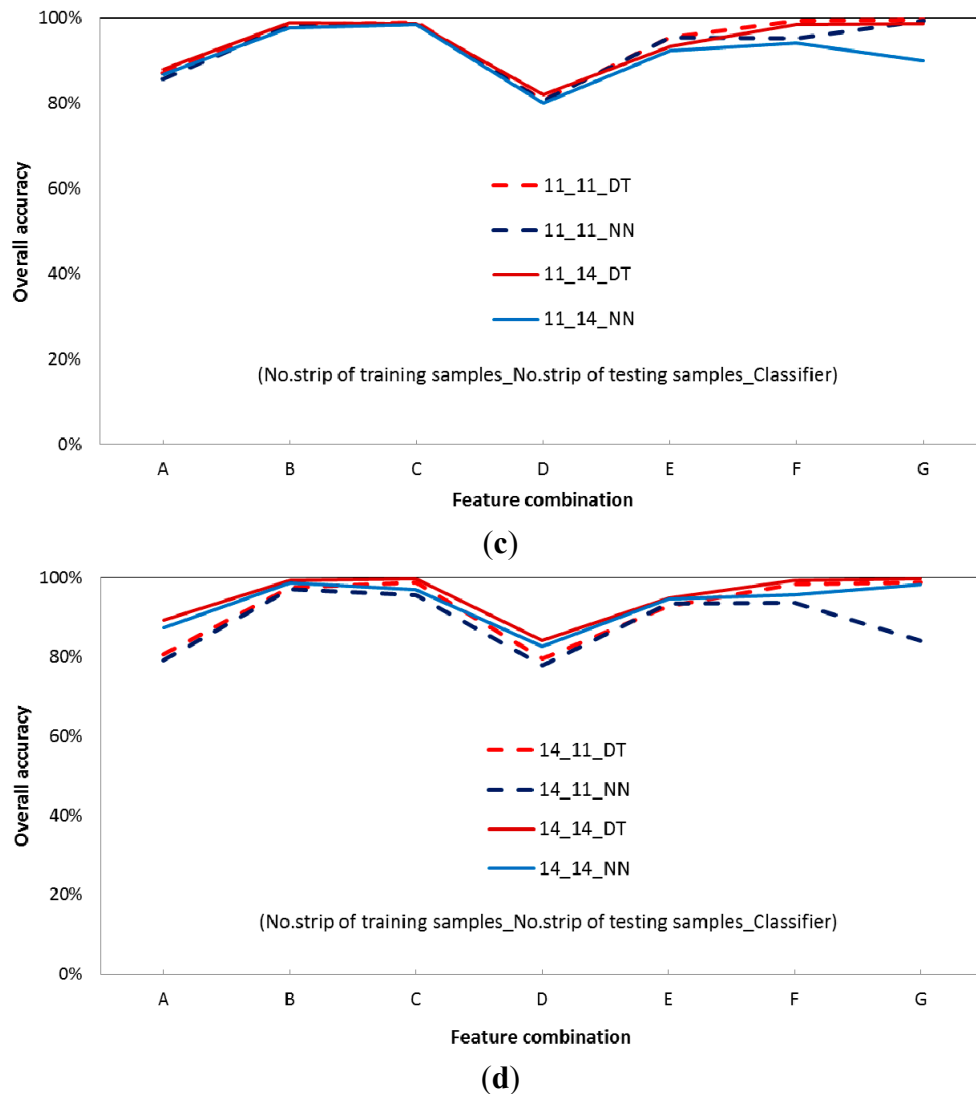 100%
80%
60%
40%
20%
0%
Overall accuracy
11_11_DT
11_11_NN
11_14_DT
11_14_NN
(No.strip of training samples_No.strip of testing samples_Classifier)
A B C D E F G
Feature combination
(c)
100%
80%
60%
40%
20%
0%
Overall accuracy
14_11_DT
14_11_NN
14_14_DT
14_14_NN
(No.strip of training samples_No.strip of testing samples_Classifier)
A B C D E F G
Feature combination
(d)